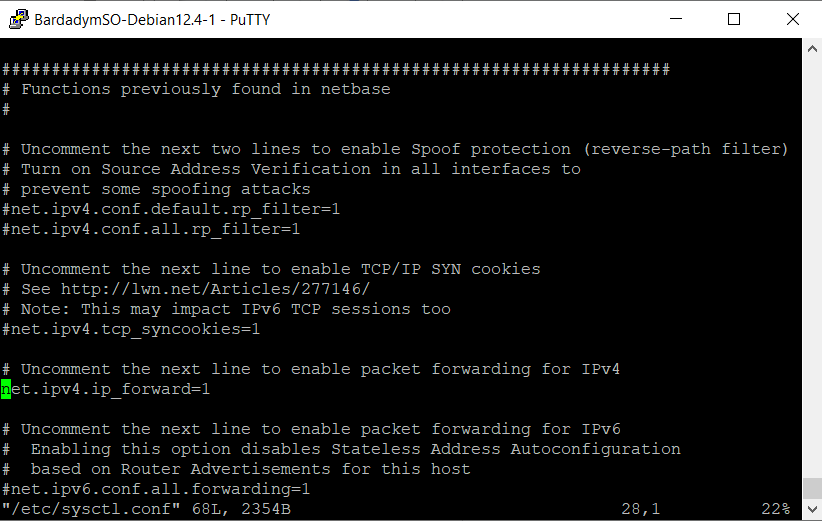 BardadymSO-Debian12.4-1 - PuTTY
###################################################################
# Functions previously found in netbase
#
# Uncomment the next two lines to enable Spoof protection (reverse-path filter)
# Turn on Source Address Verification in all interfaces to
# prevent some spoofing attacks
#net.ipv4.conf.default.rp_filter=1
#net.ipv4.conf.all.rp_filter=1
# Uncomment the next line to enable TCP/IP SYN cookies
# See http://lwn.net/Articles/277146/
# Note: This may impact IPv6 TCP sessions too
#net.ipv4.tcp_syncookies=1
# Uncomment the next line to enable packet forwarding for IPv4
net.ipv4.ip_forward=1
# Uncomment the next line to enable packet forwarding for IPv6
#  Enabling this option disables Stateless Address Autoconfiguration
#  based on Router Advertisements for this host
#net.ipv6.conf.all.forwarding=1
"/etc/sysctl.conf" 68L, 2354B 28,1 22%